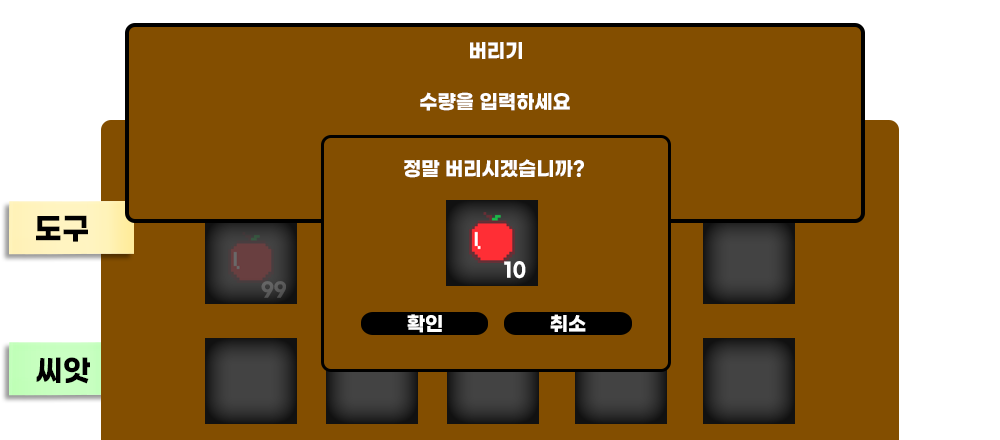 버리기
수량을 입력하세요
정말 버리시겠습니까?
10
확인 취소
도구
99
씨앗